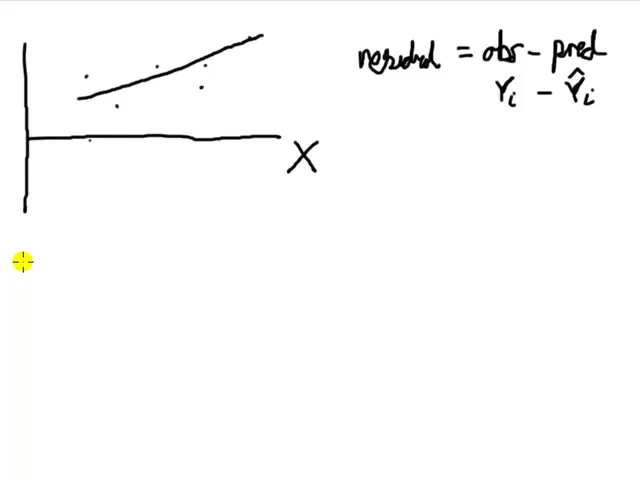 residual = obs - pred
Yᵢ - Ŷᵢ
X